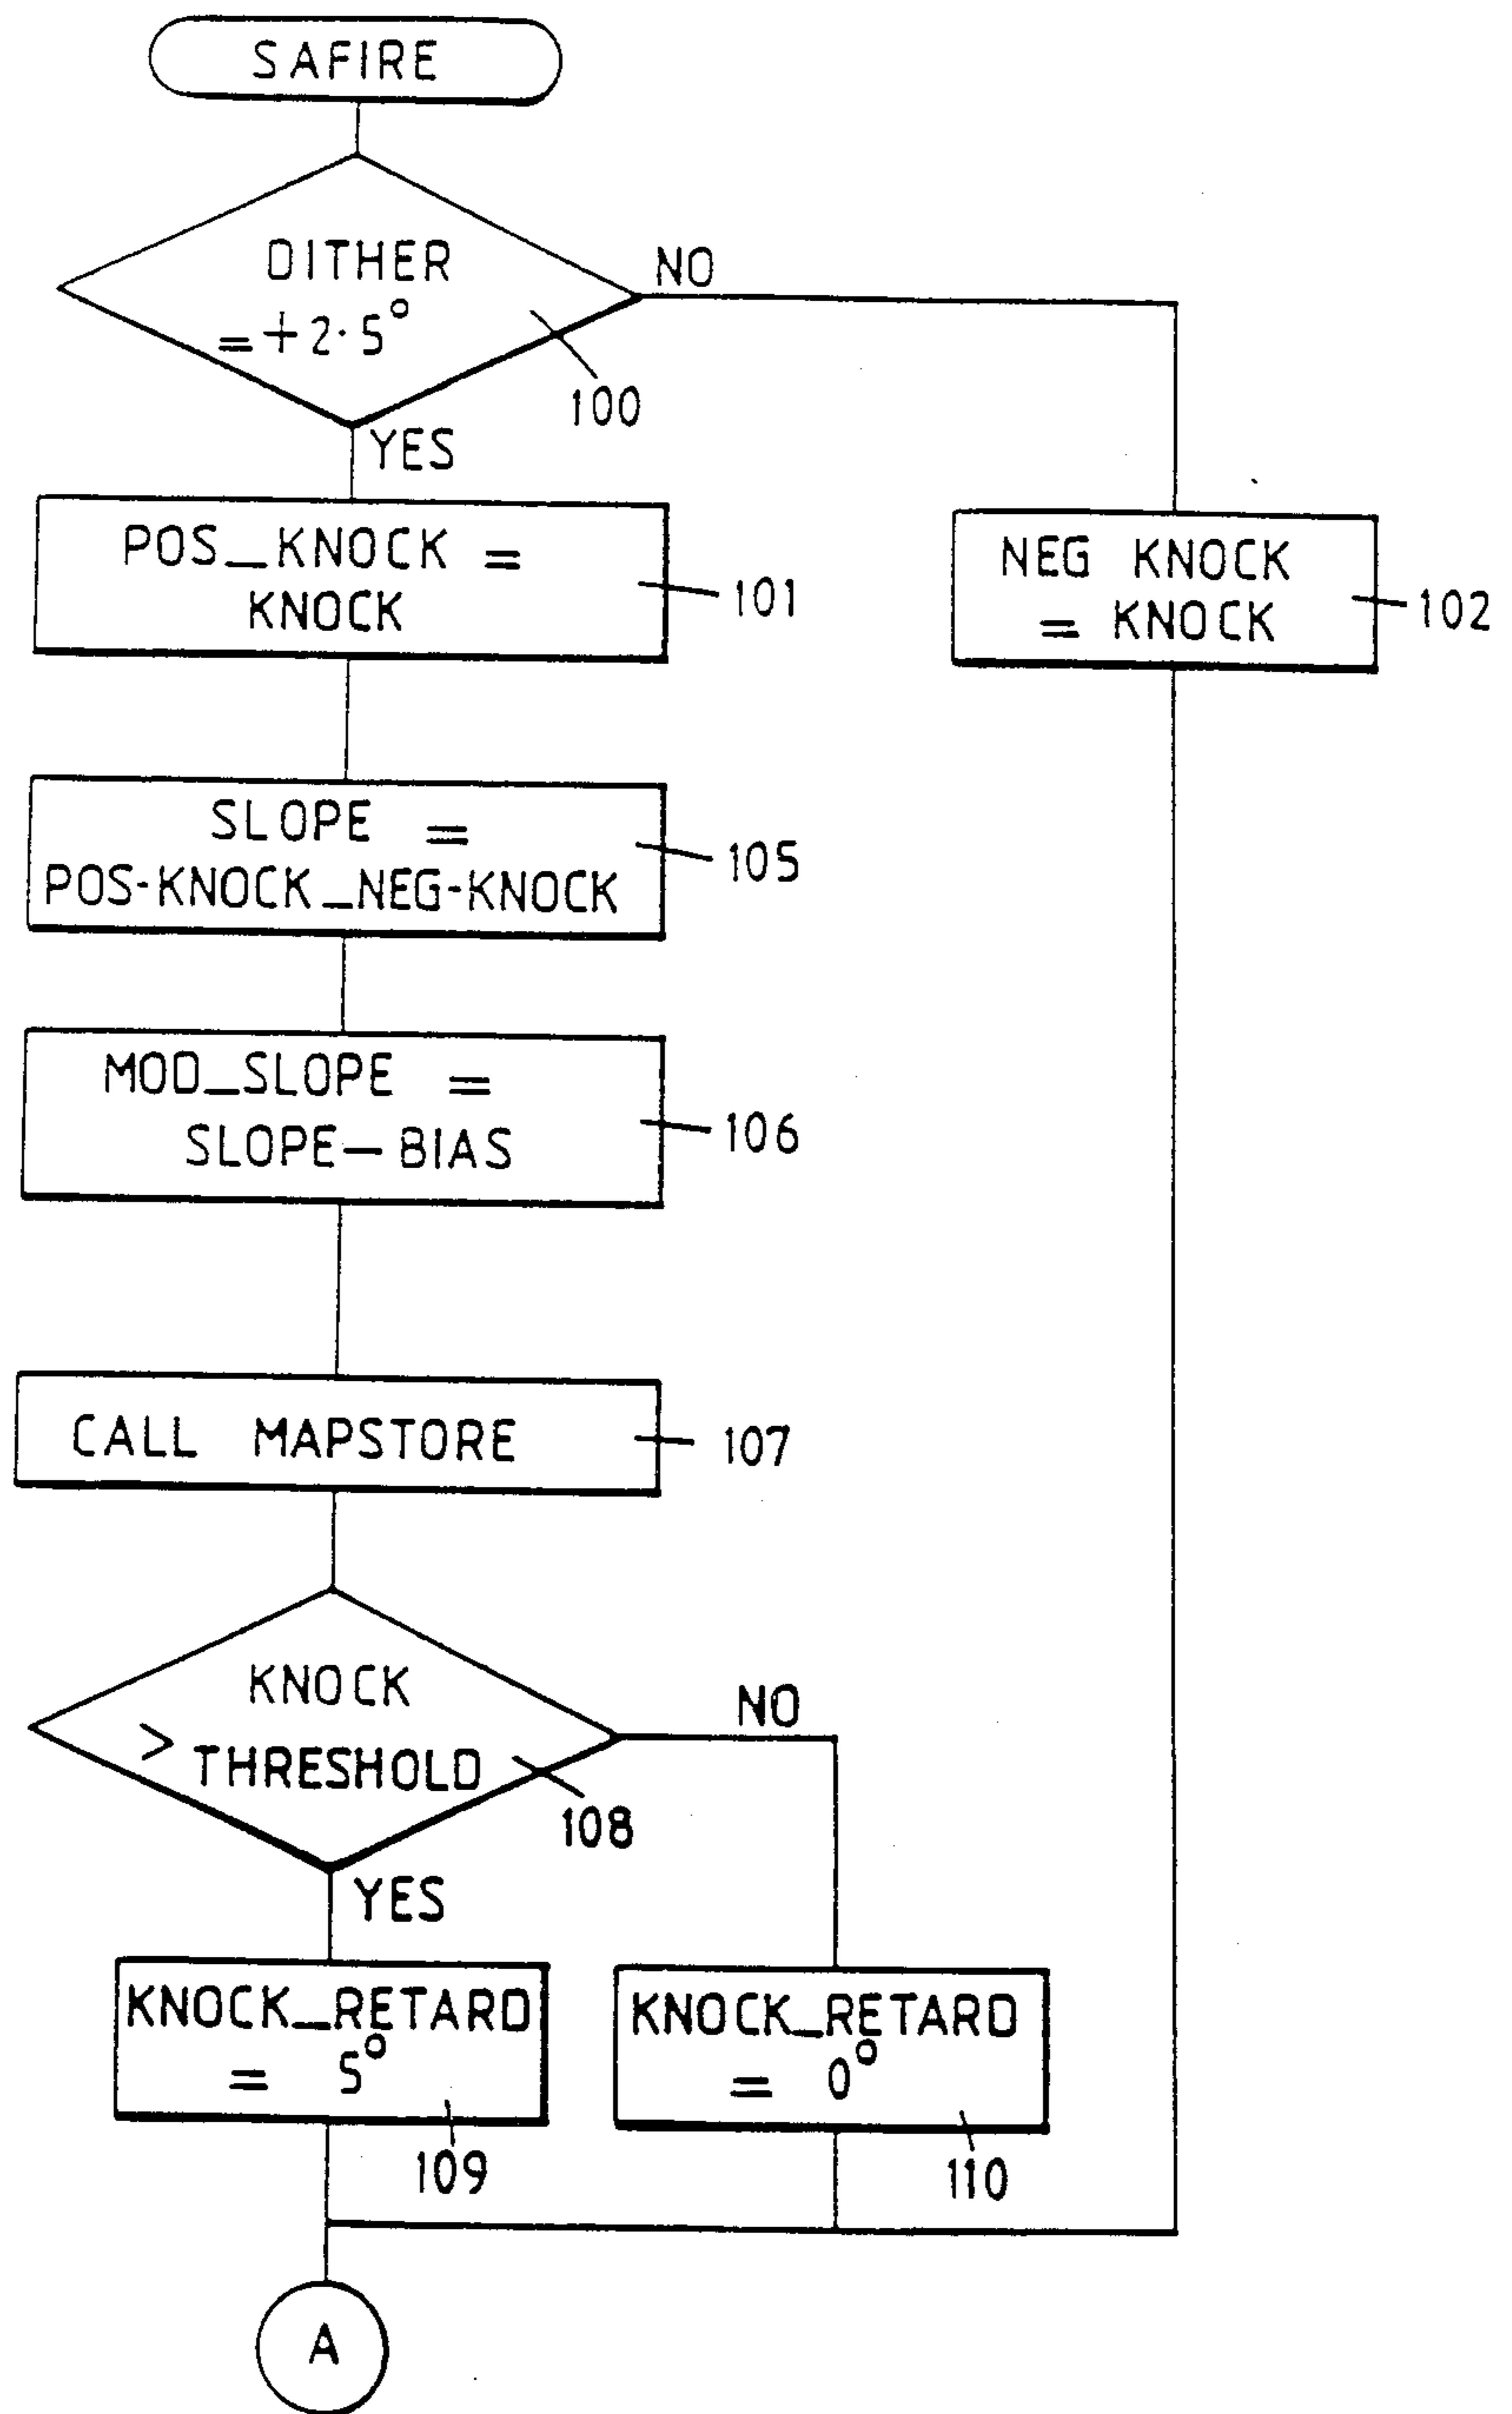 SAFIRE
DITHER
= +2·5°
NO
100
YES
POS_KNOCK =
KNOCK
101
NEG KNOCK
= KNOCK
102
SLOPE =
POS-KNOCK_NEG-KNOCK
105
MOD_SLOPE =
SLOPE-BIAS
106
CALL MAPSTORE
107
KNOCK
> THRESHOLD
NO
108
YES
KNOCK_RETARD
= 5°
109
KNOCK_RETARD
= 0°
110
A